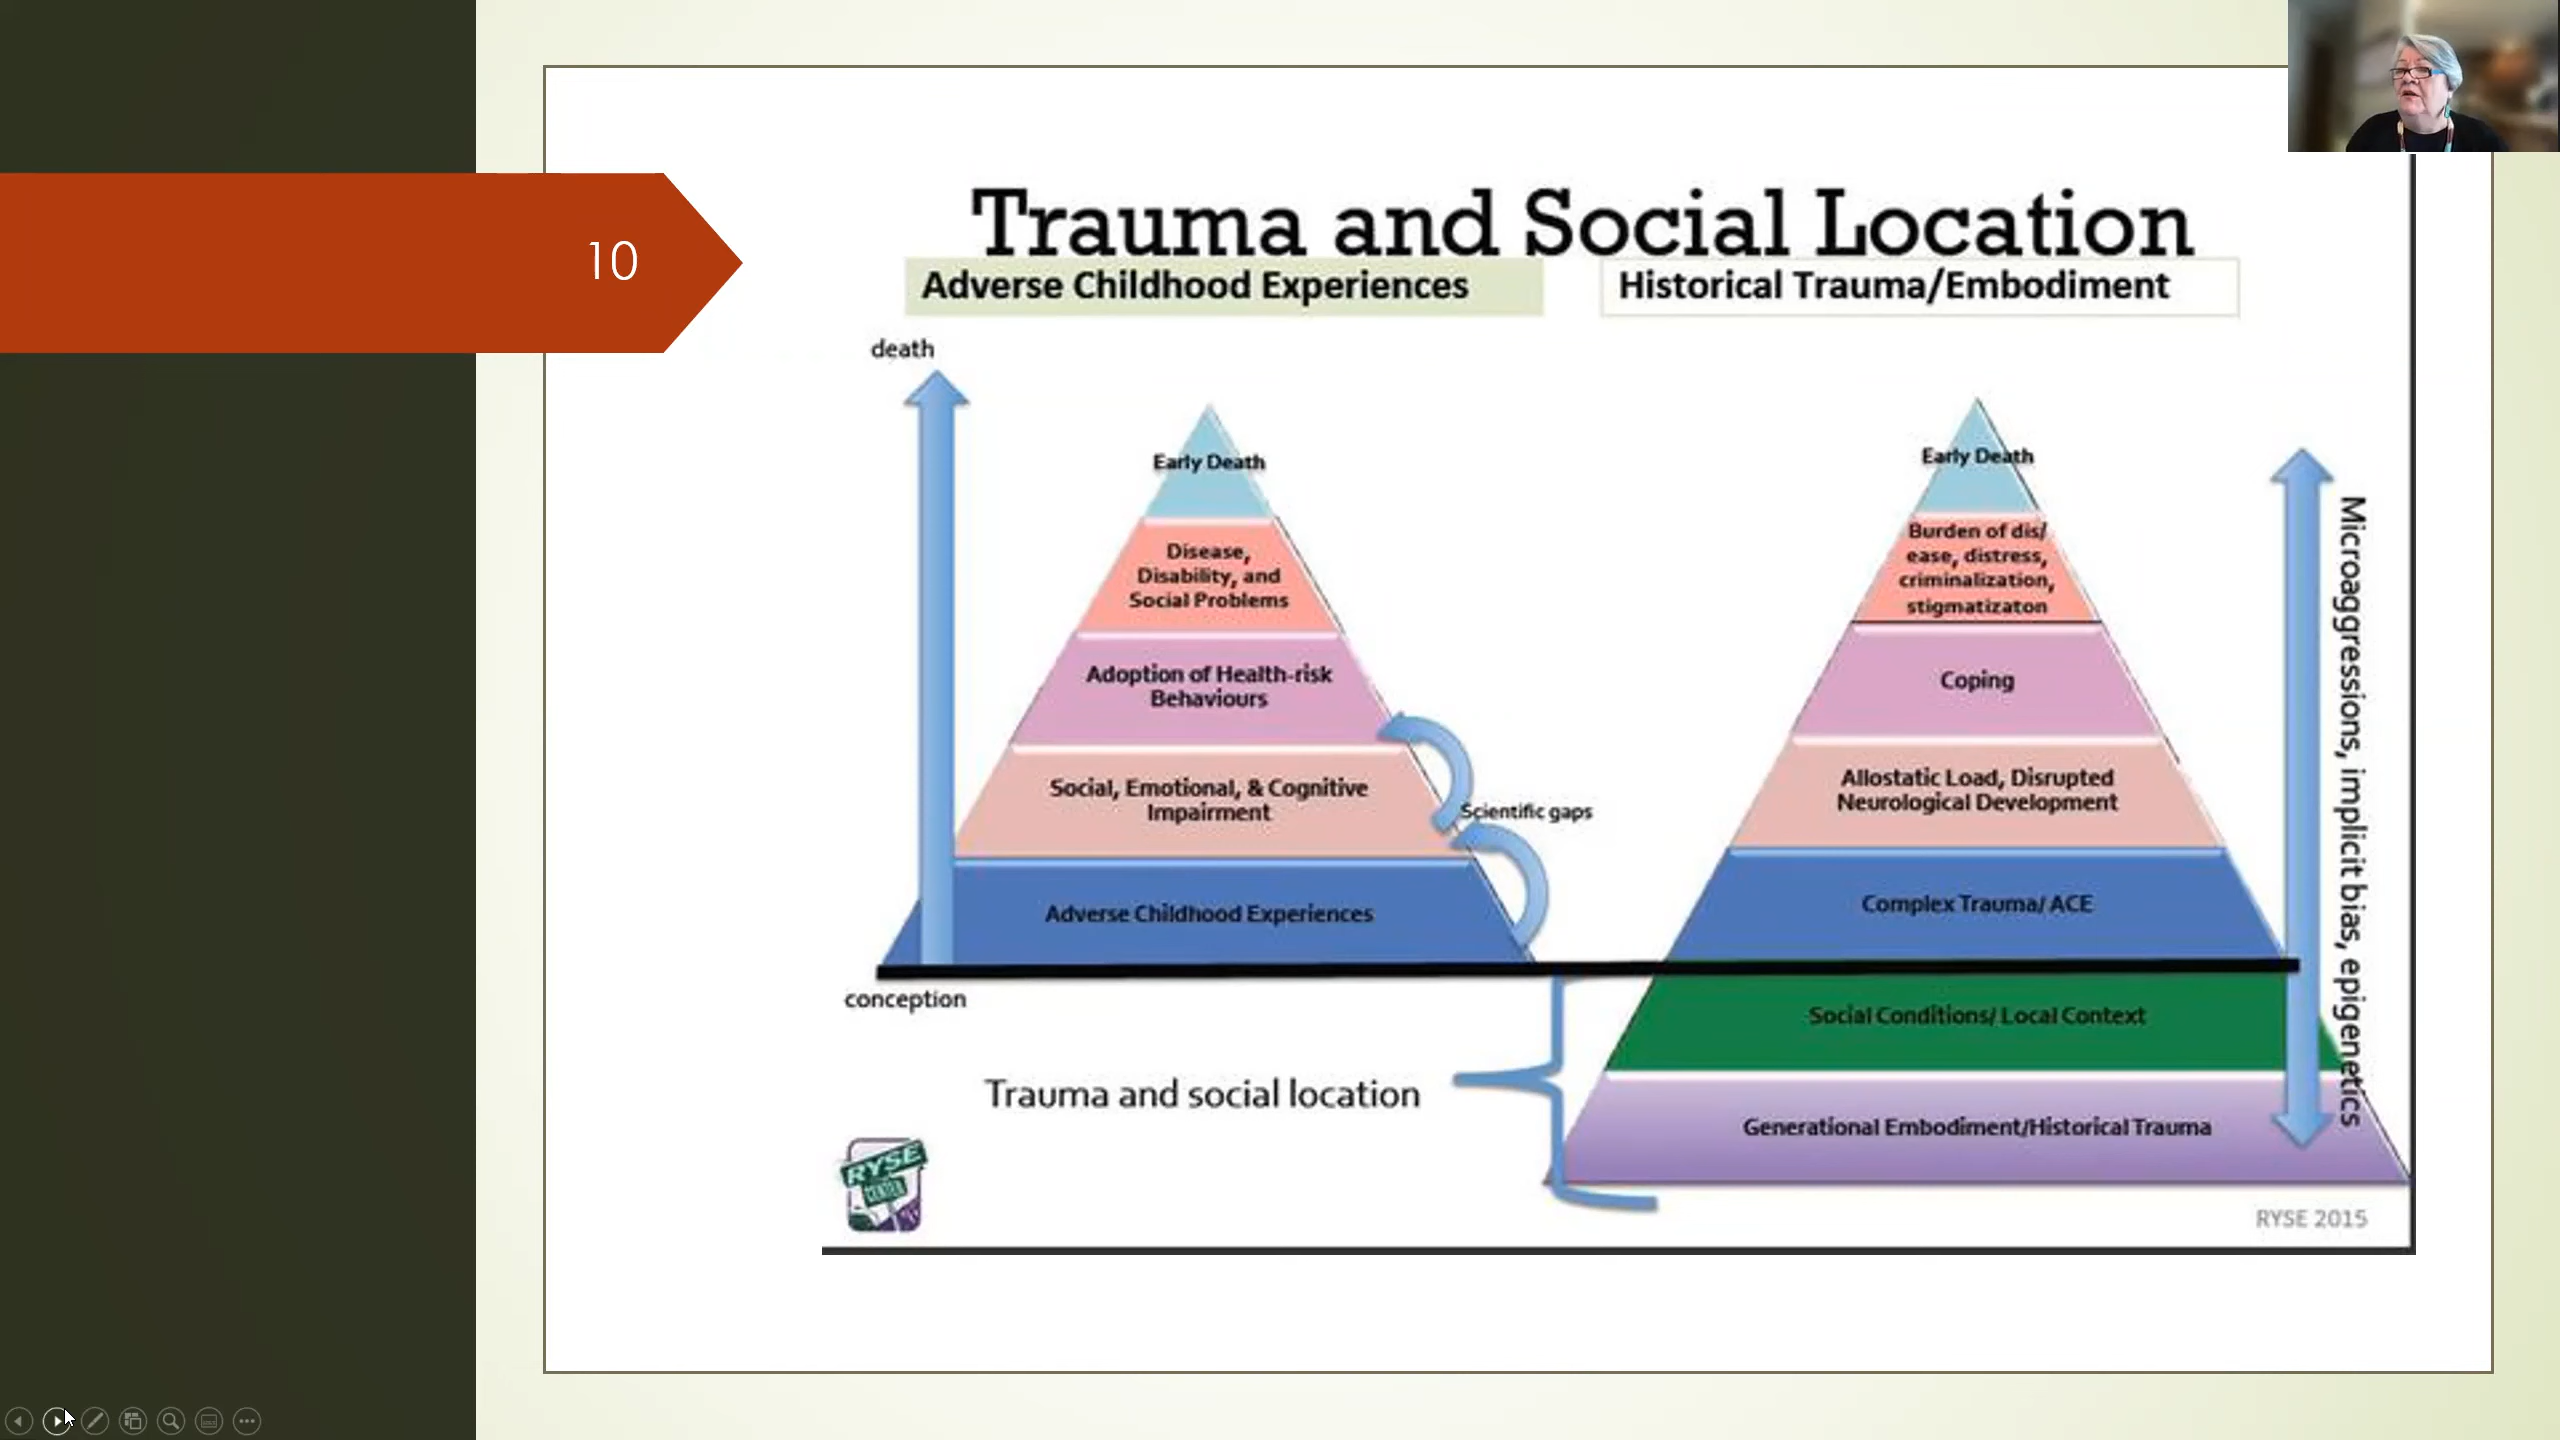 10
Trauma and Social Location
Adverse Childhood Experiences
Historical Trauma/Embodiment
death
Early Death
Disease,
Disability, and
Social Problems
Adoption of Health-risk
Behaviours
Social, Emotional, & Cognitive
Impairment
Adverse Childhood Experiences
Scientific gaps
conception
Early Death
Burden of dis/
ease, distress,
criminalization,
stigmatizaton
Coping
Allostatic Load, Disrupted
Neurological Development
Complex Trauma/ ACE
Social Conditions/ Local Context
Generational Embodiment/Historical Trauma
Microaggressions, implicit bias, epigenetics
Trauma and social location
RYSE
CENTER
RYSE 2015